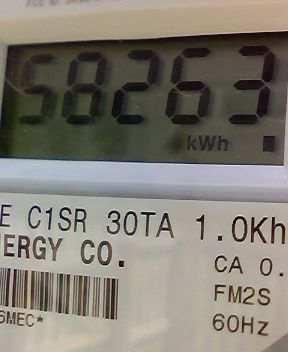 58263
kWh
E C1SR 30TA 1.0Kh
ERGY CO.
CA 0.
FM2S
6MEC*
60Hz